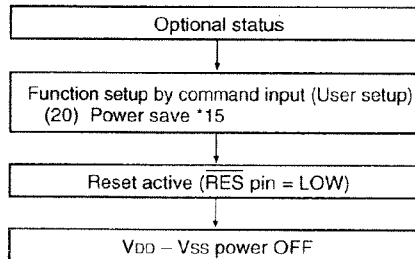 Optional status
Function setup by command input (User setup)
(20) Power save *15
Reset active (R̅E̅S̅ pin = LOW)
VDD – VSS power OFF